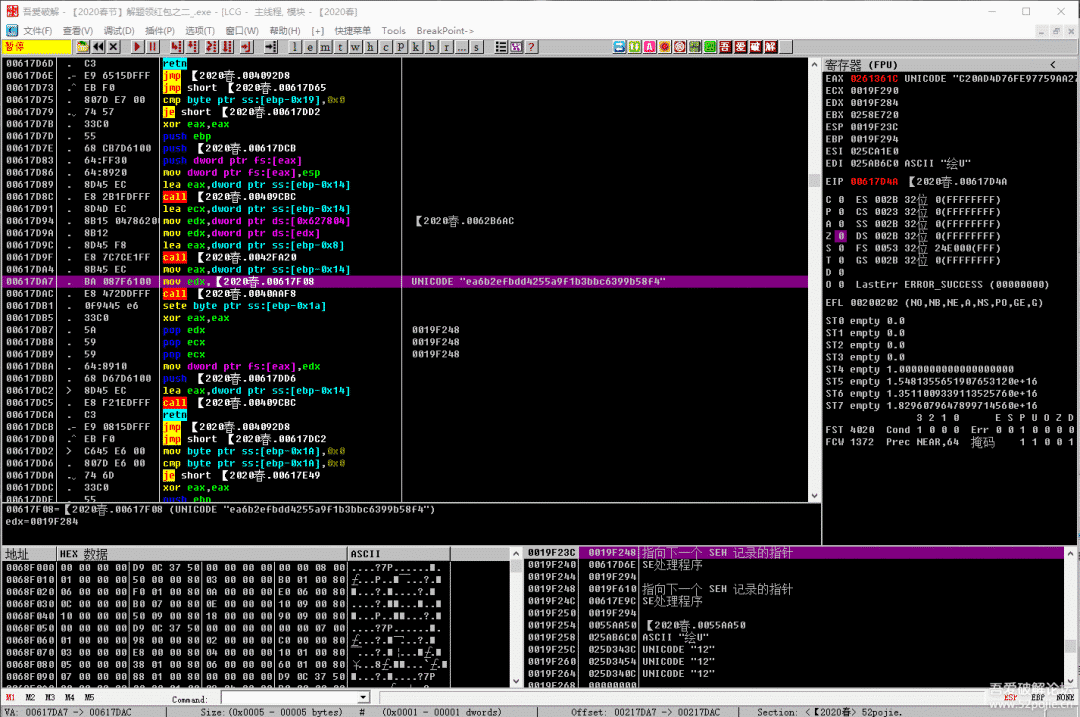 吾爱破解 - 【2020春节】解题领红包之二_.exe - [LCG - 主线程, 模块 - 【2020春]
文件(F) 查看(V) 调试(D) 插件(P) 选项(T) 窗口(W) 帮助(H) [+] 快捷菜单 Tools BreakPoint->
暂停 l e m t w h c p k b r ... s ? 吾 爱 破 解
00617D6D . C3 retn
00617D6E .- E9 6515DFFF jmp 【2020春.004092D8
00617D73 .^ EB F0 jmp short 【2020春.00617D65
00617D75 . 807D E7 00 cmp byte ptr ss:[ebp-0x19],0x0
00617D79 . 74 57 je short 【2020春.00617DD2
00617D7B . 33C0 xor eax,eax
00617D7D . 55 push ebp
00617D7E . 68 CB7D6100 push 【2020春.00617DCB
00617D83 . 64:FF30 push dword ptr fs:[eax]
00617D86 . 64:8920 mov dword ptr fs:[eax],esp
00617D89 . 8D45 EC lea eax,dword ptr ss:[ebp-0x14]
00617D8C . E8 2B1FDFFF call 【2020春.00409CBC
00617D91 . 8D4D EC lea ecx,dword ptr ss:[ebp-0x14]
00617D94 . 8B15 04786200 mov edx,dword ptr ds:[0x627804] 【2020春.0062B6AC
00617D9A . 8B12 mov edx,dword ptr ds:[edx]
00617D9C . 8D45 F8 lea eax,dword ptr ss:[ebp-0x8]
00617D9F . E8 7C7CE1FF call 【2020春.0042FA20
00617DA4 . 8B45 EC mov eax,dword ptr ss:[ebp-0x14]
00617DA7 . BA 087F6100 mov edx,【2020春.00617F08 UNICODE "ea6b2efbdd4255a9f1b3bbc6399b58f4"
00617DAC . E8 472DDFFF call 【2020春.0040AAF8
00617DB1 . 0F9445 e6 sete byte ptr ss:[ebp-0x1a]
00617DB5 . 33C0 xor eax,eax
00617DB7 . 5A pop edx 0019F248
00617DB8 . 59 pop ecx 0019F248
00617DB9 . 59 pop ecx 0019F248
00617DBA . 64:8910 mov dword ptr fs:[eax],edx
00617DBD . 68 D67D6100 push 【2020春.00617DD6
00617DC2 > 8D45 EC lea eax,dword ptr ss:[ebp-0x14]
00617DC5 . E8 F21EDFFF call 【2020春.00409CBC
00617DCA . C3 retn
00617DCB .- E9 0815DFFF jmp 【2020春.004092D8
00617DD0 .^ EB F0 jmp short 【2020春.00617DC2
00617DD2 > C645 E6 00 mov byte ptr ss:[ebp-0x1A],0x0
00617DD6 . 807D E6 00 cmp byte ptr ss:[ebp-0x1A],0x0
00617DDA . 74 6D je short 【2020春.00617E49
00617DDC . 33C0 xor eax,eax
00617DDE . 55 push ebp
00617F08=【2020春.00617F08 (UNICODE "ea6b2efbdd4255a9f1b3bbc6399b58f4")
edx=0019F284
寄存器 (FPU) <
EAX 0261361C UNICODE "C20AD4D76FE97759AA27
ECX 0019F290
EDX 0019F284
EBX 0258E720
ESP 0019F23C
EBP 0019F294
ESI 025CA1E0
EDI 025AB6C0 ASCII "绘U"
EIP 00617D4A 【2020春.00617D4A
C 0 ES 002B 32位 0(FFFFFFFF)
P 0 CS 0023 32位 0(FFFFFFFF)
A 0 SS 002B 32位 0(FFFFFFFF)
Z 0 DS 002B 32位 0(FFFFFFFF)
S 0 FS 0053 32位 24E000(FFF)
T 0 GS 002B 32位 0(FFFFFFFF)
D 0
O 0 LastErr ERROR_SUCCESS (00000000)
EFL 00200202 (NO,NB,NE,A,NS,PO,GE,G)
ST0 empty 0.0
ST1 empty 0.0
ST2 empty 0.0
ST3 empty 0.0
ST4 empty 1.0000000000000000000
ST5 empty 1.5481355651907653120e+16
ST6 empty 1.3511009339113525760e+16
ST7 empty 1.8296079647899714560e+16
3 2 1 0 E S P U O Z D
FST 4020 Cond 1 0 0 0 Err 0 0 1 0 0 0 0
FCW 1372 Prec NEAR,64 掩码 1 1 0 0 1
地址 HEX 数据 ASCII
0068F000 00 00 00 00 D9 0C 37 50 00 00 00 00 00 00 08 00
0068F010 01 00 00 00 50 00 00 80 03 00 00 00 B0 01 00 80
0068F020 06 00 00 00 F0 01 00 80 0A 00 00 00 E0 06 00 80
0068F030 0C 00 00 00 B0 07 00 80 0E 00 00 00 10 09 00 80
0068F040 10 00 00 00 50 09 00 80 18 00 00 00 90 09 00 80
0068F050 00 00 00 00 D9 0C 37 50 00 00 00 00 00 00 07 00
0068F060 01 00 00 00 98 00 00 80 02 00 00 00 C0 00 00 80
0068F070 03 00 00 00 E8 00 00 80 04 00 00 00 10 01 00 80
0068F080 05 00 00 00 38 01 00 80 06 00 00 00 60 01 00 80
0068F090 07 00 00 00 88 01 00 80 00 00 00 00 D9 0C 37 50
0019F23C 0019F248 指向下一个 SEH 记录的指针
0019F240 00617D6E SE处理程序
0019F244 0019F294
0019F248 0019F610 指向下一个 SEH 记录的指针
0019F24C 00617E9C SE处理程序
0019F250 0019F294
0019F254 0055AA50 【2020春.0055AA50
0019F258 025AB6C0 ASCII "绘U"
0019F25C 025D343C UNICODE "12"
0019F260 025D3454 UNICODE "12"
0019F264 025D340C UNICODE "12"
0019F268 00000000
M1 M2 M3 M4 M5 Command: ESP EBP NONE
VA: 00617DA7 -> 00617DAC Size:(0x0005 - 00005 bytes) # (0x0001 - 00001 dwords) Offset: 00217DA7 -> 00217DAC Section: <【2020春> 52pojie.
吾爱破解论坛
www.52pojie.cn